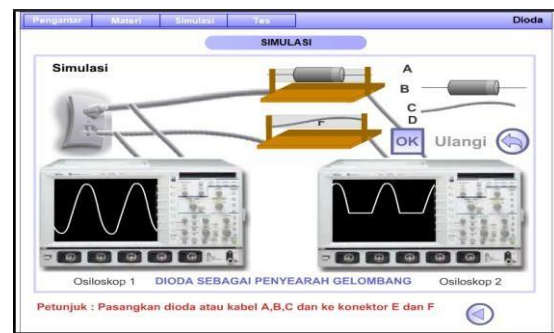 Pengantar Materi Simulasi Tes Dioda
SIMULASI
Simulasi
A
B
C
D
F
OK Ulangi
Osiloskop 1 DIODA SEBAGAI PENYEARAH GELOMBANG Osiloskop 2
Petunjuk : Pasangkan dioda atau kabel A,B,C dan ke konektor E dan F